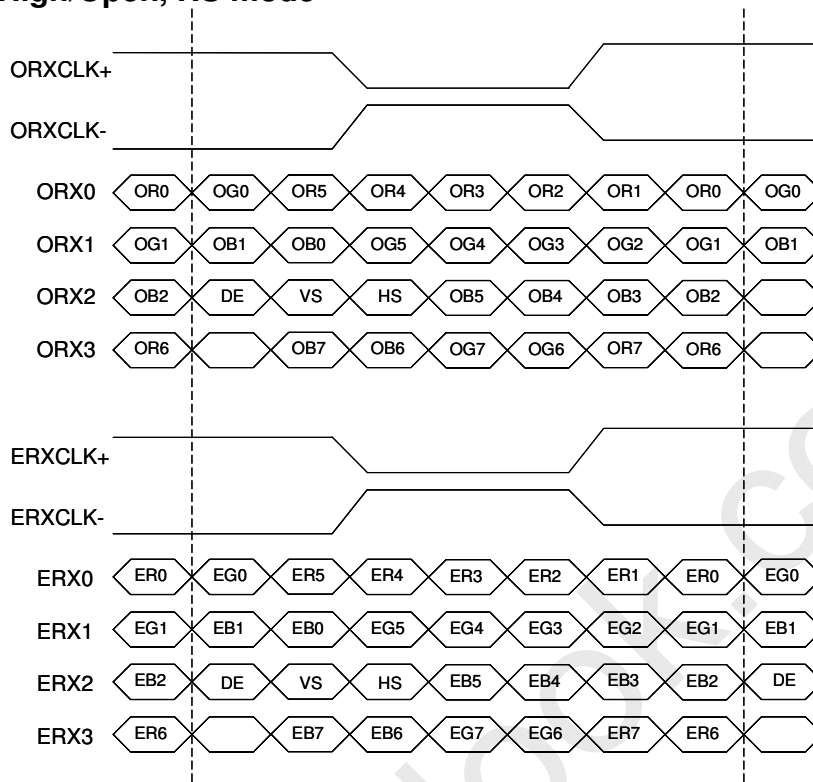 ORXCLK+
ORXCLK-
ORX0 OR0 OG0 OR5 OR4 OR3 OR2 OR1 OR0 OG0
ORX1 OG1 OB1 OB0 OG5 OG4 OG3 OG2 OG1 OB1
ORX2 OB2 DE VS HS OB5 OB4 OB3 OB2
ORX3 OR6 OB7 OB6 OG7 OG6 OR7 OR6
ERXCLK+
ERXCLK-
ERX0 ER0 EG0 ER5 ER4 ER3 ER2 ER1 ER0 EG0
ERX1 EG1 EB1 EB0 EG5 EG4 EG3 EG2 EG1 EB1
ERX2 EB2 DE VS HS EB5 EB4 EB3 EB2 DE
ERX3 ER6 EB7 EB6 EG7 EG6 ER7 ER6